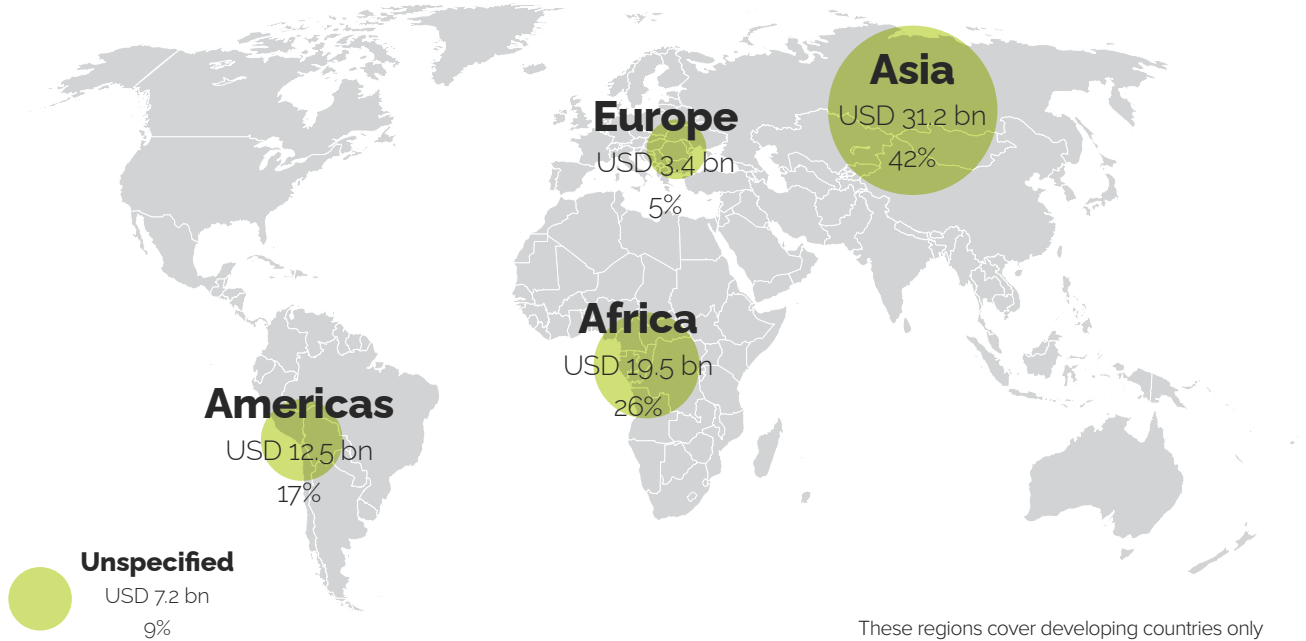 Asia
USD 31.2 bn
42%
Europe
USD 3.4 bn
5%
Africa
USD 19.5 bn
26%
Americas
USD 12.5 bn
17%
Unspecified
USD 7.2 bn
9%
These regions cover developing countries only